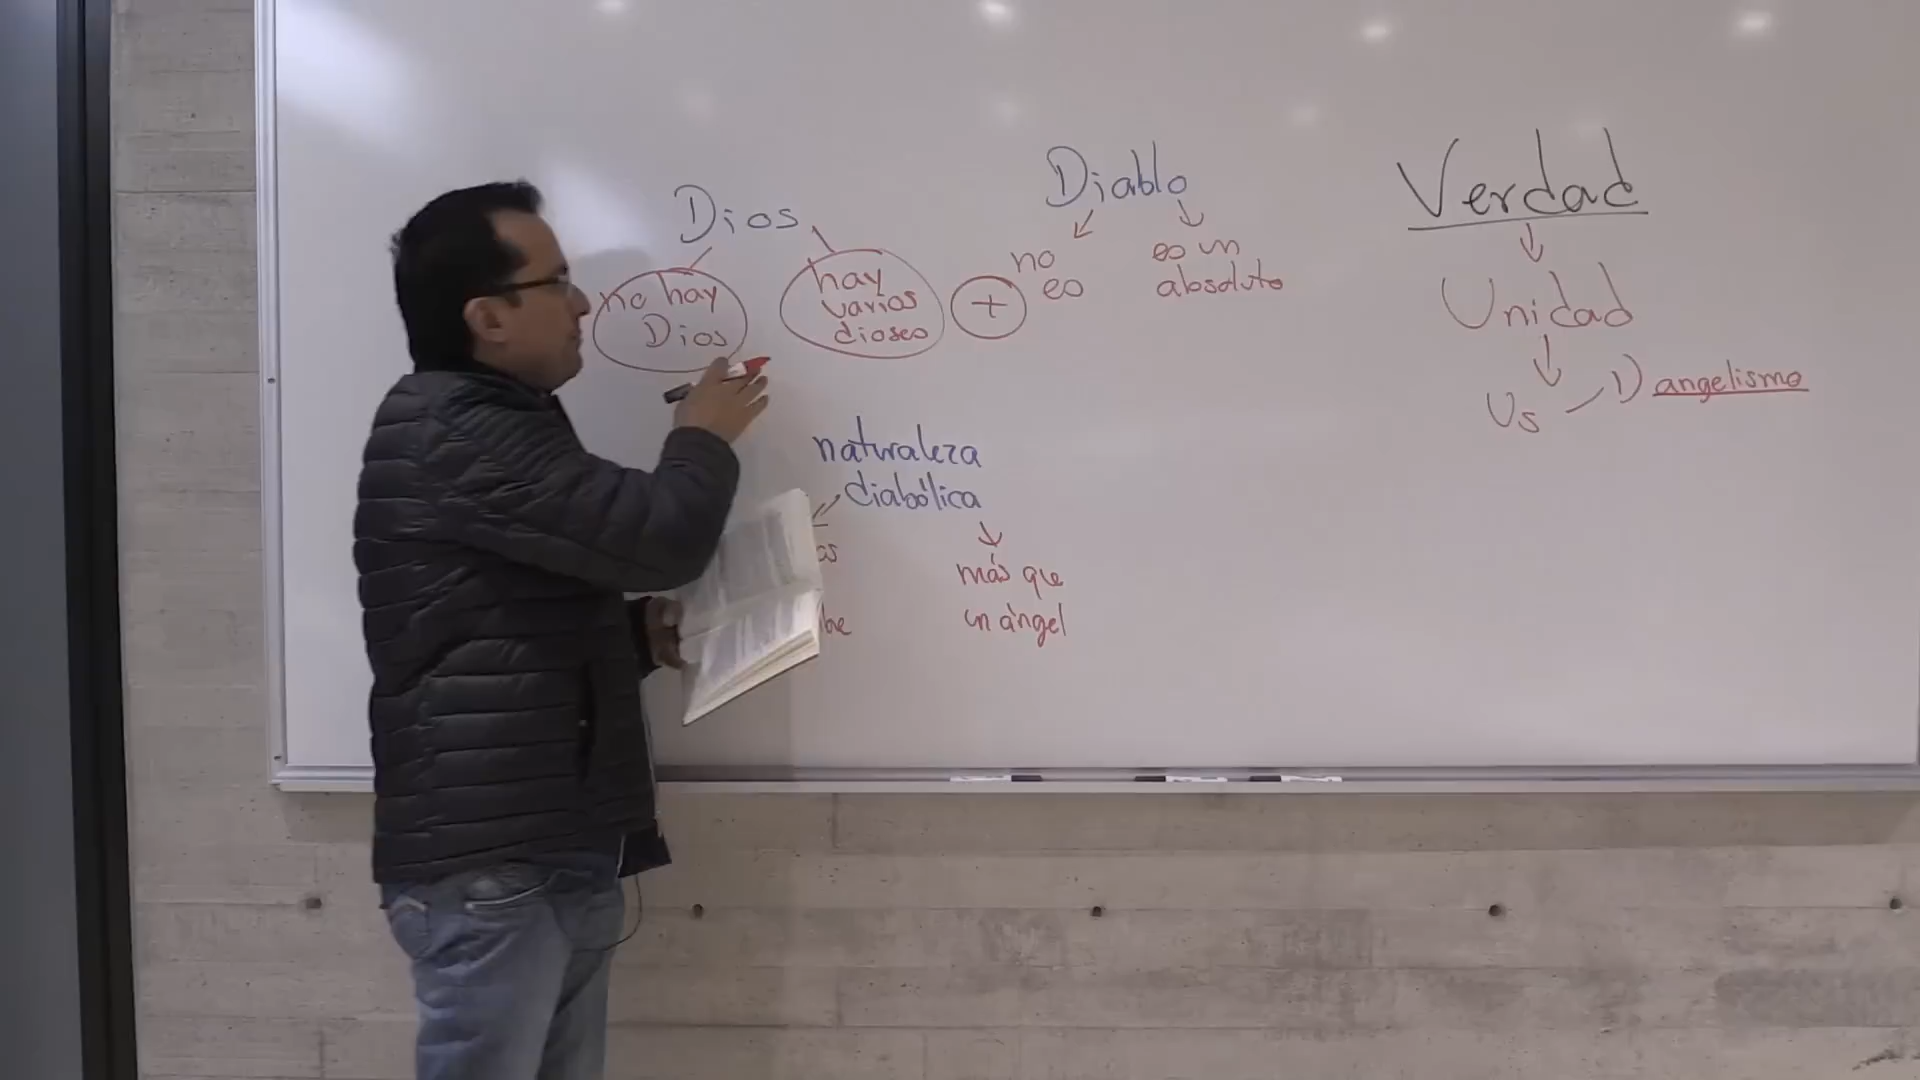 Dios
no hay
Dios
hay
varios
dioses
+
Diablo
no
es
es un
absoluto
naturaleza
diabólica
más que
un ángel
Verdad
Unidad
Vs
1) angelismo